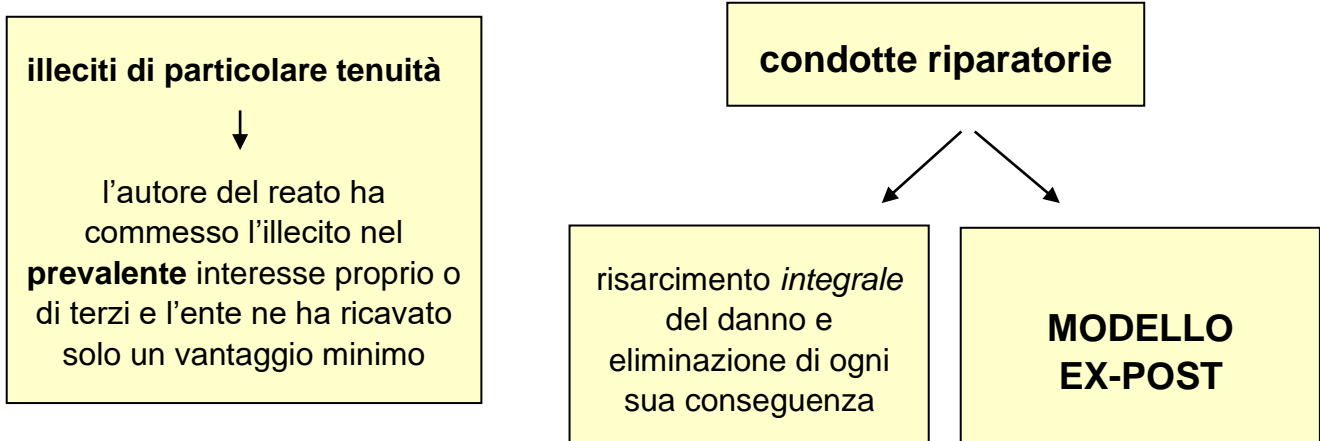 illeciti di particolare tenuità
l’autore del reato ha
commesso l’illecito nel
prevalente interesse proprio o
di terzi e l’ente ne ha ricavato
solo un vantaggio minimo
condotte riparatorie
risarcimento integrale
del danno e
eliminazione di ogni
sua conseguenza
MODELLO
EX-POST